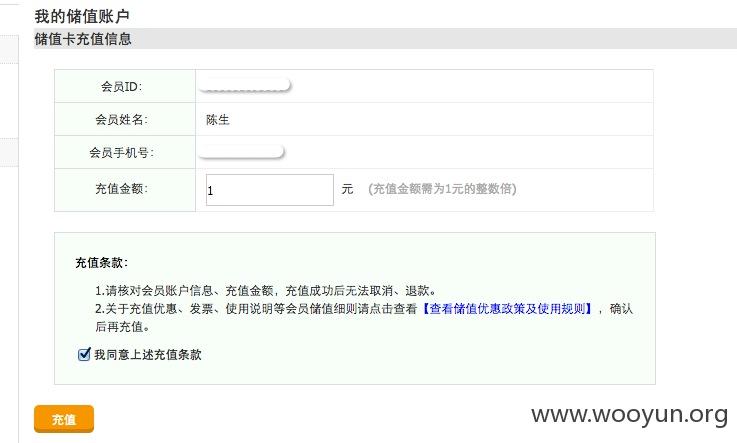 我的储值账户
储值卡充值信息
会员ID:
会员姓名: 陈生
会员手机号:
充值金额: 1 元 (充值金额需为1元的整数倍)
充值条款:
1.请核对会员账户信息、充值金额，充值成功后无法取消、退款。
2.关于充值优惠、发票、使用说明等会员储值细则请点击查看【查看储值优惠政策及使用规则】，确认
后再充值。
我同意上述充值条款
充值
www.wooyun.org